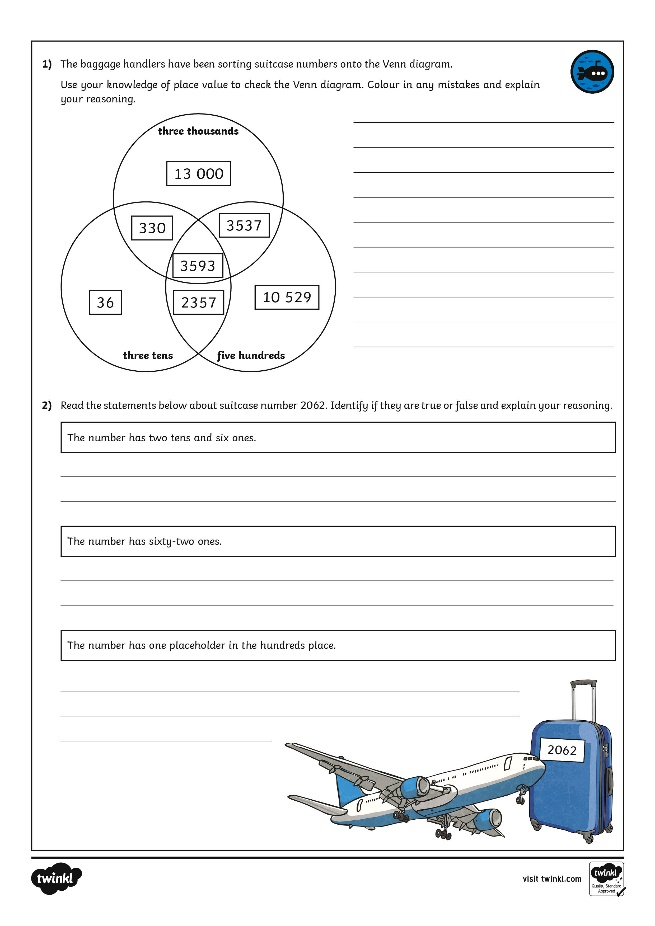 1) The baggage handlers have been sorting suitcase numbers onto the Venn diagram.
Use your knowledge of place value to check the Venn diagram. Colour in any mistakes and explain
your reasoning.
three thousands
13 000
330
3537
3593
36
2357
10 529
three tens
five hundreds
2) Read the statements below about suitcase number 2062. Identify if they are true or false and explain your reasoning.
The number has two tens and six ones.
The number has sixty-two ones.
The number has one placeholder in the hundreds place.
2062
twinkl
visit twinkl.com
twinkl
Quality Standard
Approved